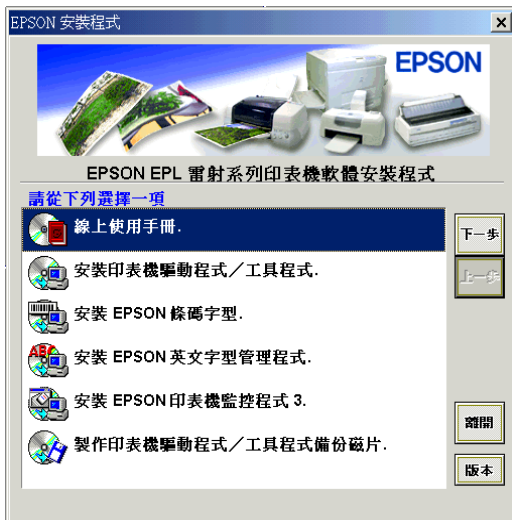 EPSON 安裝程式
EPSON
EPSON EPL 雷射系列印表機軟體安裝程式
請從下列選擇一項
線上使用手冊.
下一步
安裝印表機驅動程式／工具程式.
上一步
安裝 EPSON 條碼字型.
安裝 EPSON 英文字型管理程式.
安裝 EPSON 印表機監控程式 3.
離開
製作印表機驅動程式／工具程式備份磁片.
版本